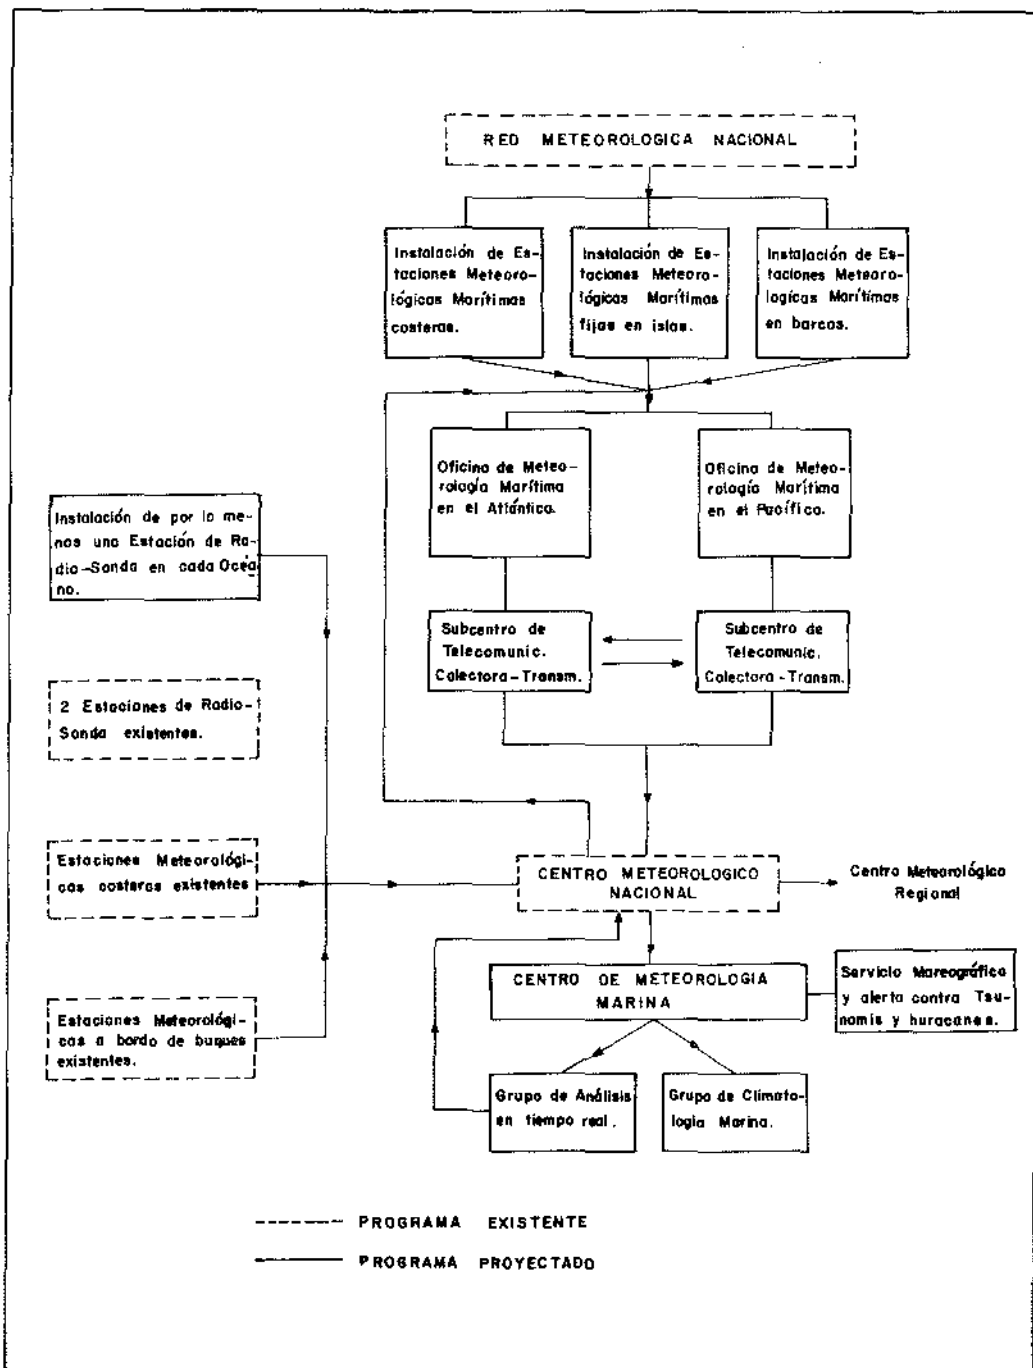 RED METEOROLOGICA NACIONAL
Instalación de Es-
taciones Meteoro-
lógicas Marítimas
costeras.
Instalación de Es-
taciones Meteoro-
lógicas Marítimas
fijas en islas.
Instalación de Es-
taciones Meteoro-
logicas Marítimas
en barcos.
Oficina de Meteo-
rología Marítima
en el Atlántico.
Oficina de Meteo-
rología Marítima
en el Pacífico.
Instalación de por lo me-
nos una Estación de Ra-
dio-Sonda en cada Océa-
no.
Subcentro de
Telecomunic.
Colectora-Transm.
Subcentro de
Telecomunic.
Colectora-Transm.
2 Estaciones de Radio-
Sonda existentes.
Estaciones Meteorológi-
cas costeras existentes
CENTRO METEOROLOGICO
NACIONAL
Centro Meteorológico
Regional
CENTRO DE METEOROLOGIA
MARINA
Servicio Mareográfico
y alerta contra Tsu-
namis y huracanes.
Estaciones Meteorológi-
cas a bordo de buques
existentes.
Grupo de Análisis
en tiempo real.
Grupo de Climato-
logía Marina.
PROGRAMA EXISTENTE
PROGRAMA PROYECTADO